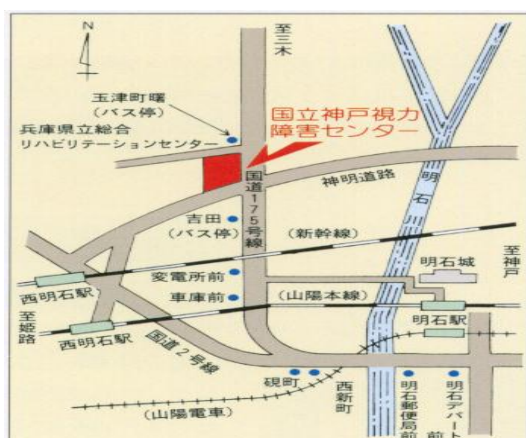 N
至三木
玉津町曙
(バス停)
兵庫県立総合
リハビリテーションセンター
国立神戸視力
障害センター
国道175号線
神明道路
明石川
吉田
(バス停)
(新幹線)
変電所前
車庫前
明石城
至神戸
西明石駅
(山陽本線)
明石駅
至姫路
西明石駅
国道2号線
硯町
西新町
(山陽電車)
明石郵便局前
明石デパート前